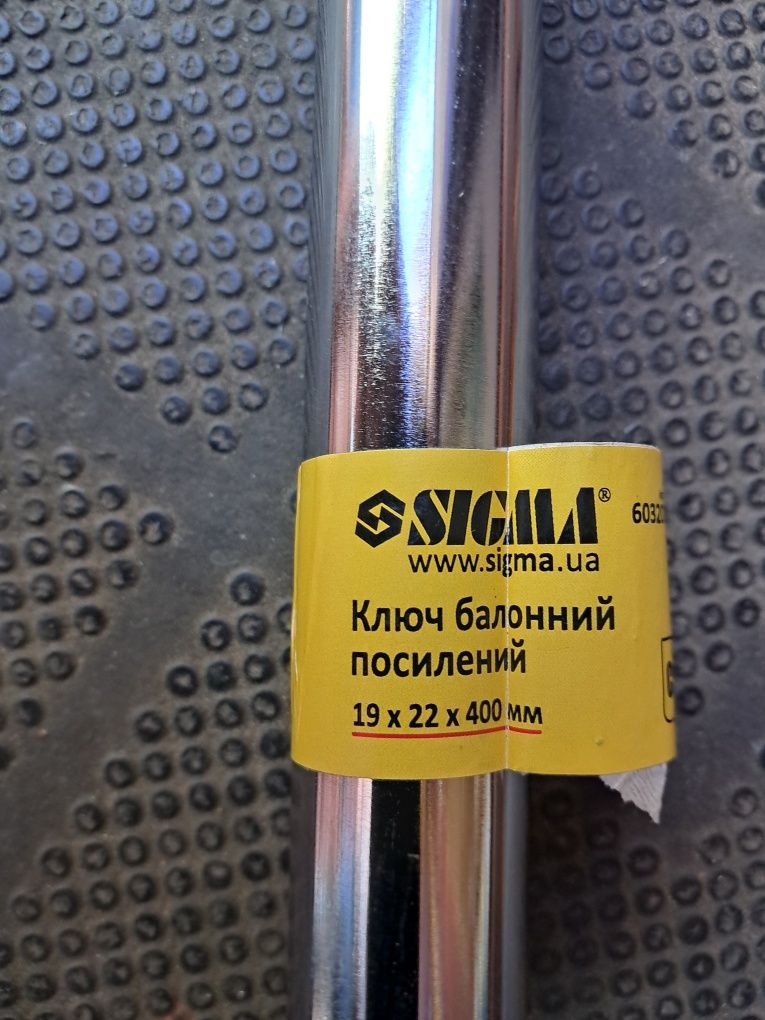 SIGMA®
www.sigma.ua
Ключ балонний
посилений
19 x 22 x 400 мм